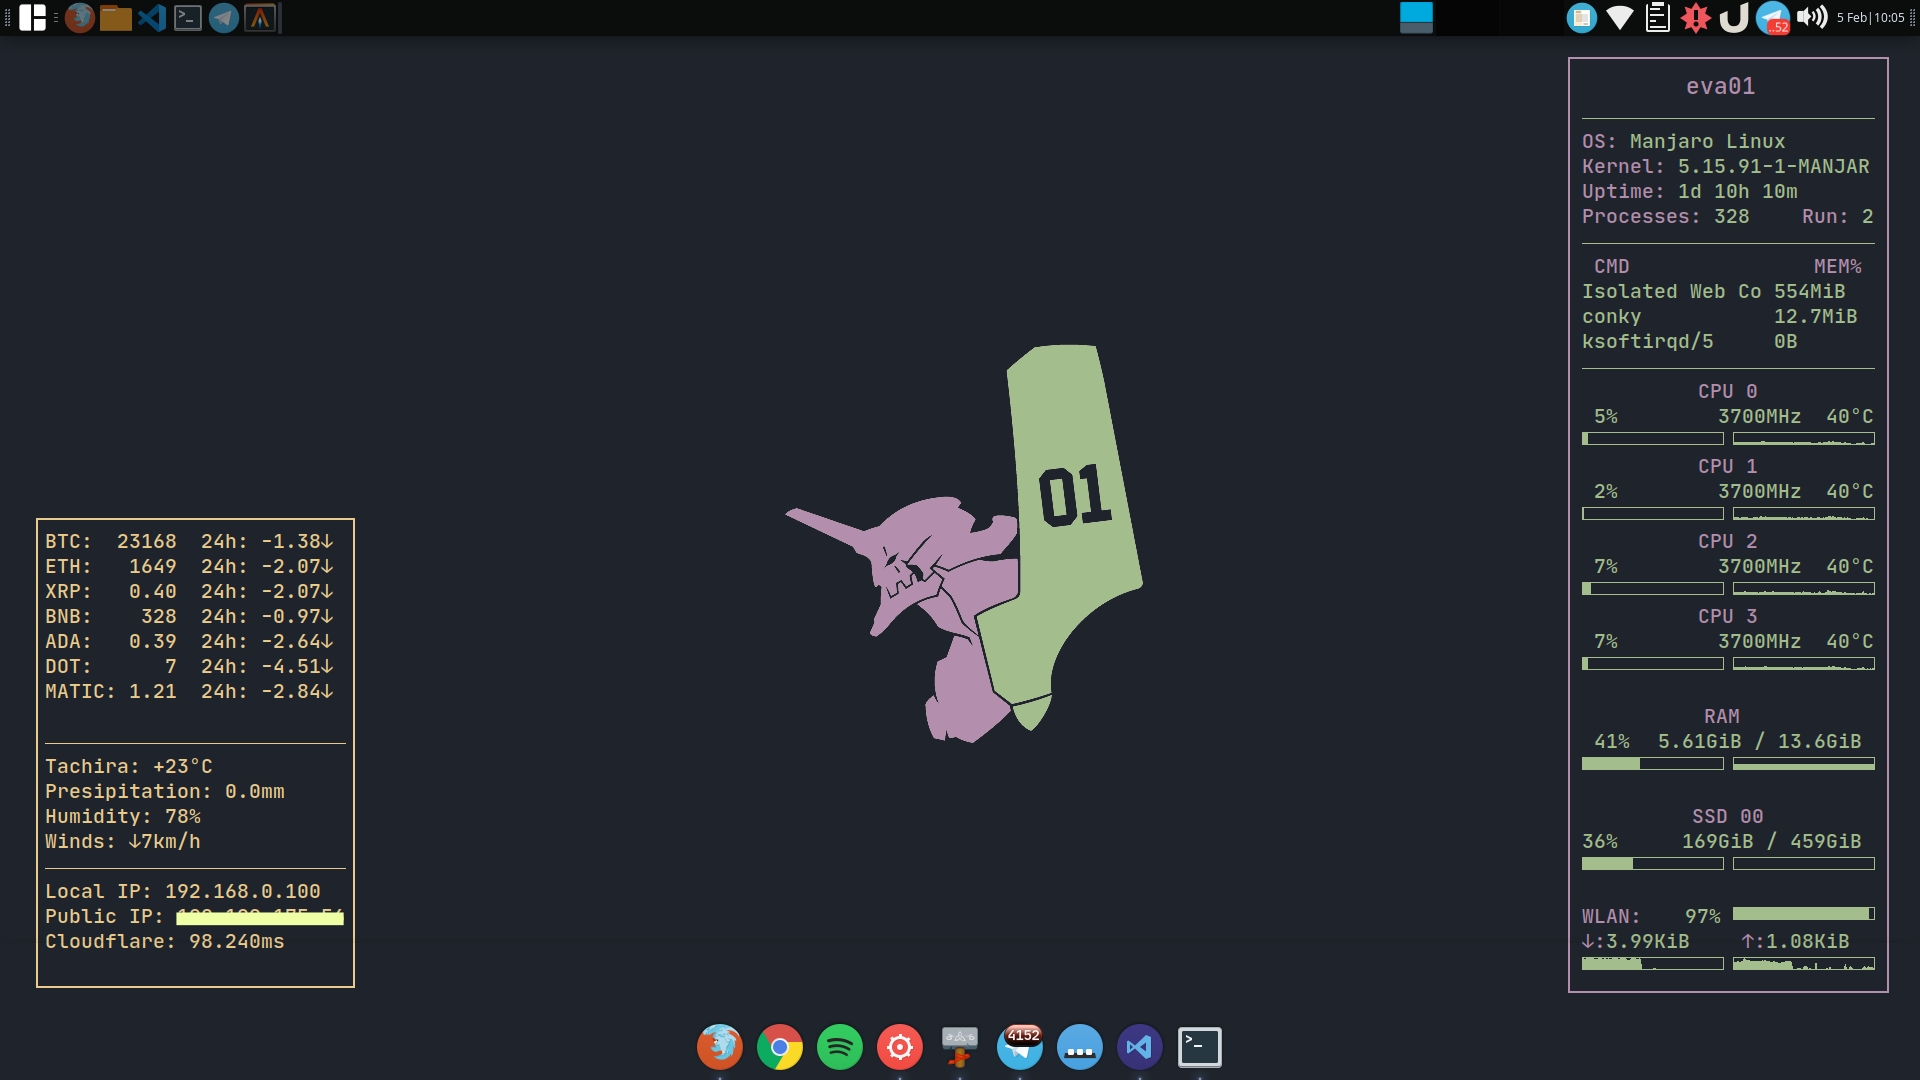 ..52
5 Feb|10:05
eva01
OS: Manjaro Linux
Kernel: 5.15.91-1-MANJAR
Uptime: 1d 10h 10m
Processes: 328 Run: 2
CMD MEM%
Isolated Web Co 554MiB
conky 12.7MiB
ksoftirqd/5 0B
CPU 0
5% 3700MHz 40°C
CPU 1
2% 3700MHz 40°C
CPU 2
7% 3700MHz 40°C
CPU 3
7% 3700MHz 40°C
RAM
41% 5.61GiB / 13.6GiB
SSD 00
36% 169GiB / 459GiB
WLAN: 97%
↓:3.99KiB ↑:1.08KiB
01
BTC: 23168 24h: -1.38↓
ETH: 1649 24h: -2.07↓
XRP: 0.40 24h: -2.07↓
BNB: 328 24h: -0.97↓
ADA: 0.39 24h: -2.64↓
DOT: 7 24h: -4.51↓
MATIC: 1.21 24h: -2.84↓
Tachira: +23°C
Presipitation: 0.0mm
Humidity: 78%
Winds: ↓7km/h
Local IP: 192.168.0.100
Public IP:
Cloudflare: 98.240ms
4152